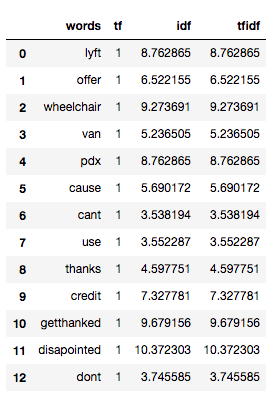 words tf idf tfidf
0 lyft 1 8.762865 8.762865
1 offer 1 6.522155 6.522155
2 wheelchair 1 9.273691 9.273691
3 van 1 5.236505 5.236505
4 pdx 1 8.762865 8.762865
5 cause 1 5.690172 5.690172
6 cant 1 3.538194 3.538194
7 use 1 3.552287 3.552287
8 thanks 1 4.597751 4.597751
9 credit 1 7.327781 7.327781
10 getthanked 1 9.679156 9.679156
11 disapointed 1 10.372303 10.372303
12 dont 1 3.745585 3.745585